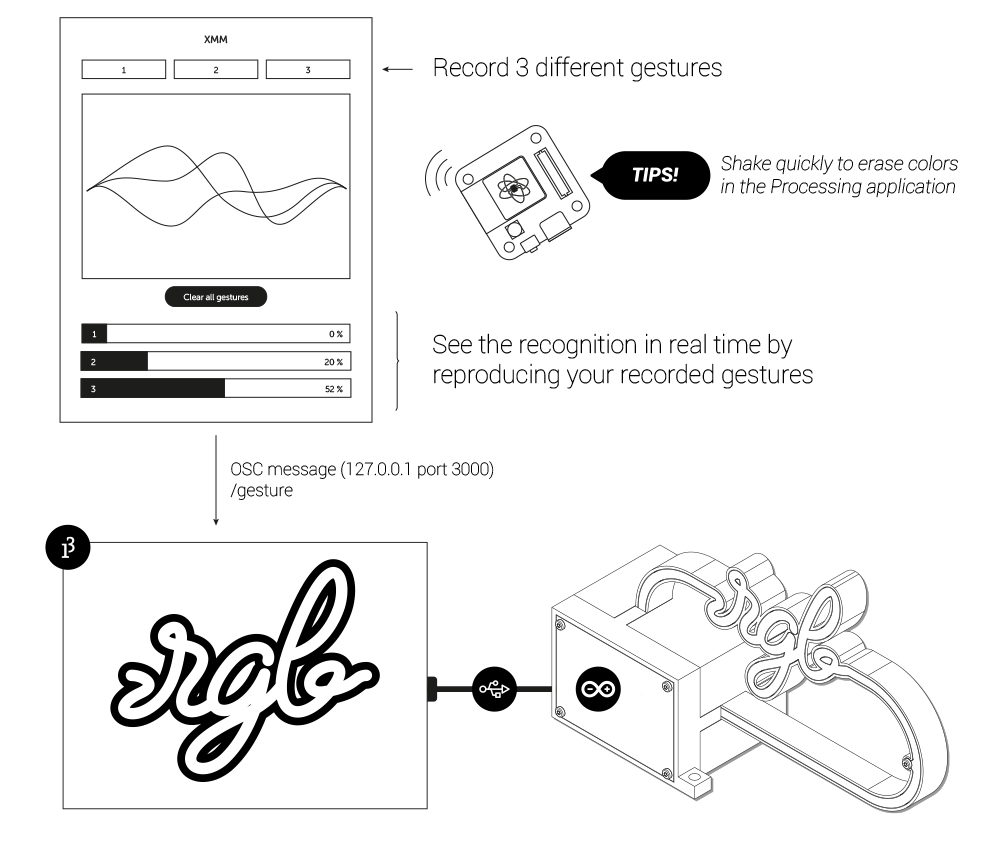 XMM
1 2 3
Record 3 different gestures
TIPS!
Shake quickly to erase colors
in the Processing application
Clear all gestures
1 0 %
2 20 %
3 52 %
See the recognition in real time by
reproducing your recorded gestures
OSC message (127.0.0.1 port 3000)
/gesture
rgb
rgb